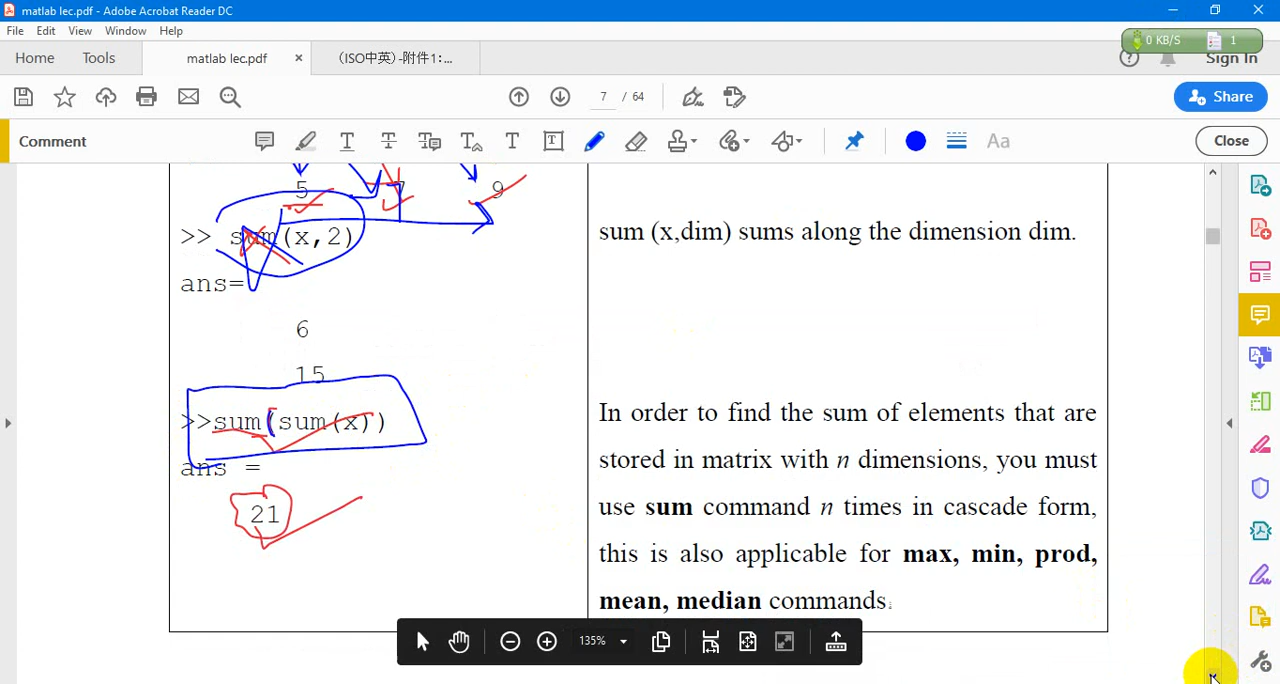 matlab lec.pdf - Adobe Acrobat Reader DC
File Edit View Window Help
0 KB/S 1
Home Tools matlab lec.pdf × (ISO中英)-附件1:... Sign In
7 / 64 Share
Comment Aa Close
5 7 9
>> sum(x,2) sum (x,dim) sums along the dimension dim.
ans=
6
15
>>sum(sum(x)) In order to find the sum of elements that are
ans = stored in matrix with n dimensions, you must
21 use sum command n times in cascade form,
this is also applicable for max, min, prod,
mean, median commands.
135%